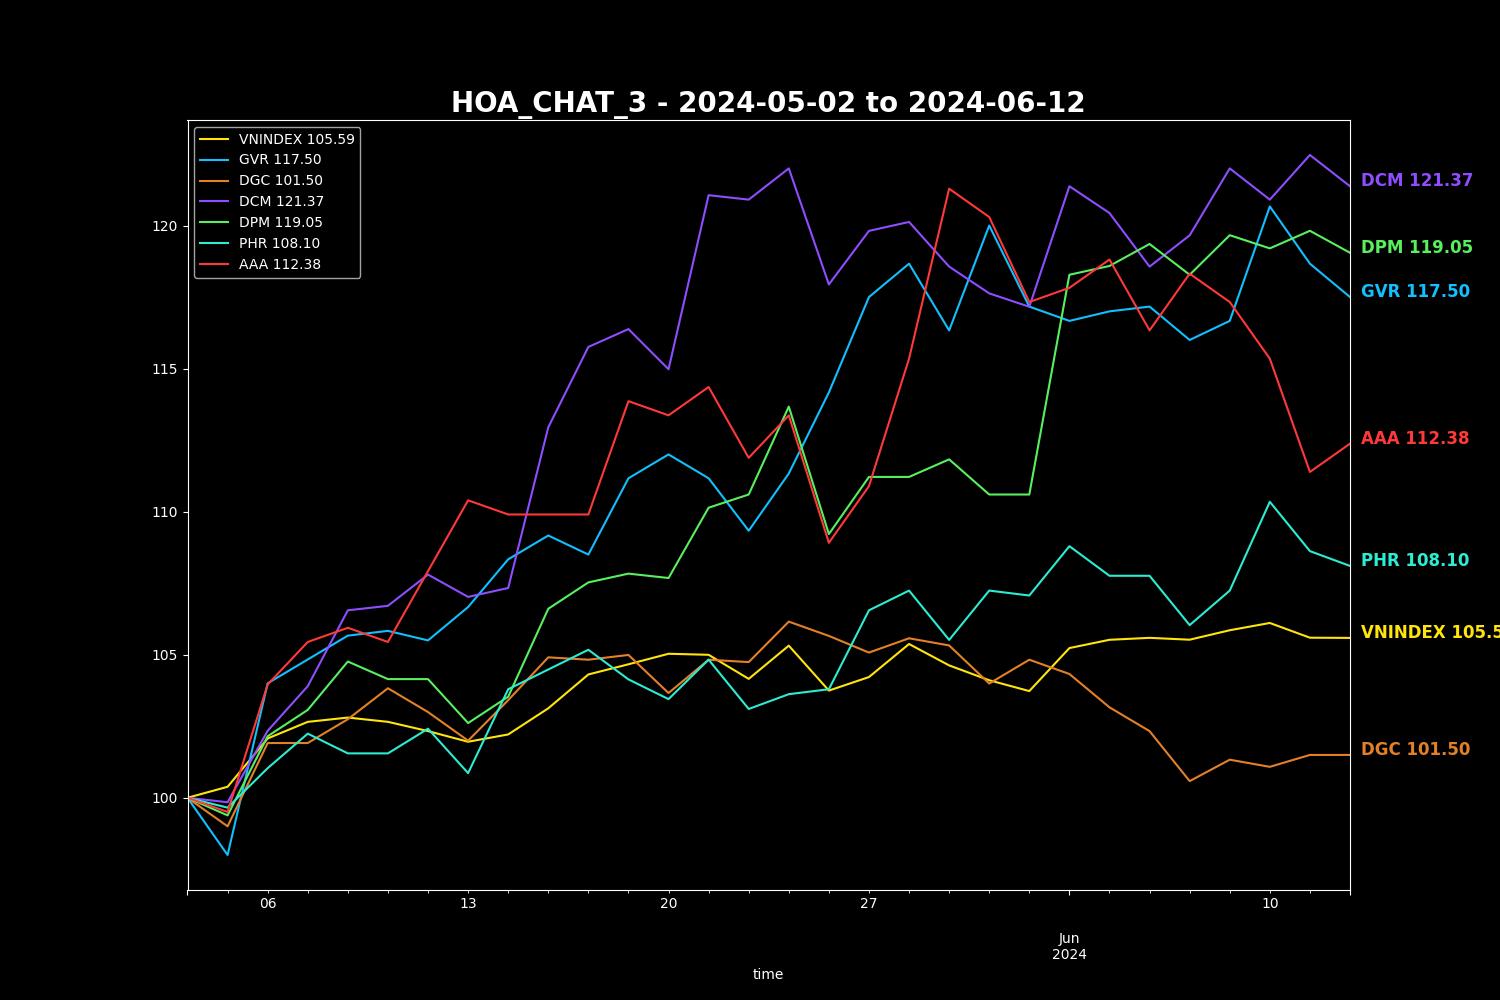 HOA_CHAT_3 - 2024-05-02 to 2024-06-12
VNINDEX 105.59
GVR 117.50
DGC 101.50
DCM 121.37
DPM 119.05
PHR 108.10
AAA 112.38
120
115
110
105
100
DCM 121.37
DPM 119.05
GVR 117.50
AAA 112.38
PHR 108.10
VNINDEX 105.5
DGC 101.50
06
13
20
27
10
Jun
2024
time